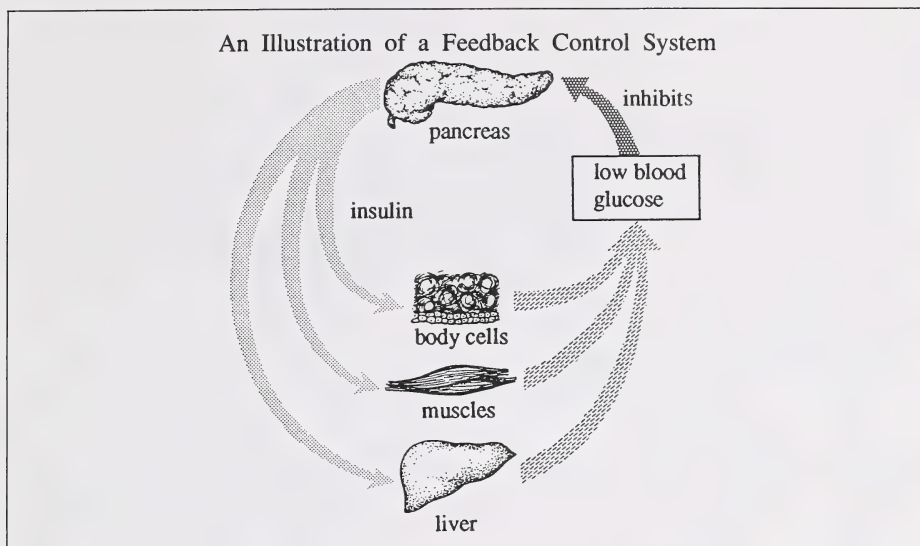 An Illustration of a Feedback Control System
pancreas
inhibits
low blood
glucose
insulin
body cells
muscles
liver